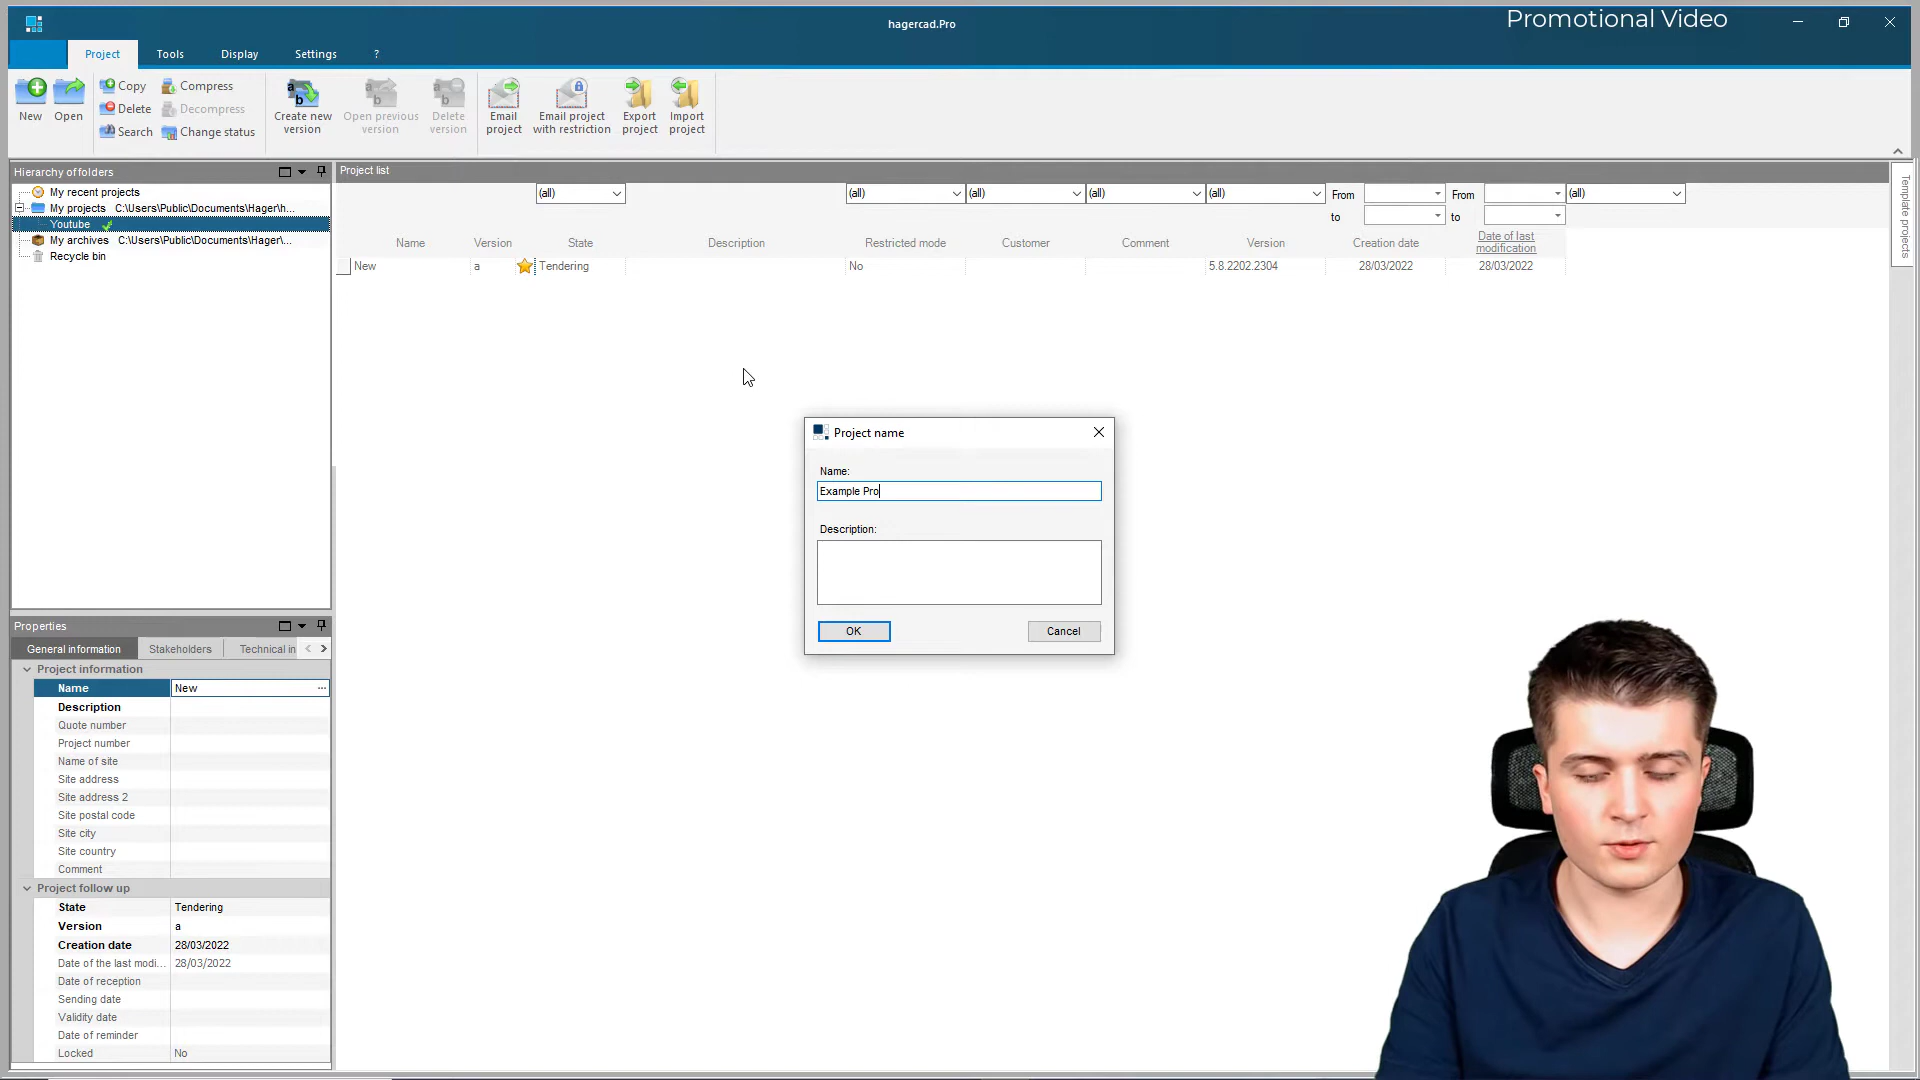 hagercad.Pro
Promotional Video
Project Tools Display Settings ?
New
Open
Copy
Delete
Search
Compress
Decompress
Change status
Create new version
Open previous version
Delete version
Email project
Email project with restriction
Export project
Import project
Hierarchy of folders
My recent projects
My projects C:\Users\Public\Documents\Hager\h...
Youtube
My archives C:\Users\Public\Documents\Hager\...
Recycle bin
Project list
(all) (all) (all) (all) (all) From From (all)
to to
Name Version State Description Restricted mode Customer Comment Version Creation date Date of last modification
New a Tendering No 5.8.2202.2304 28/03/2022 28/03/2022
Template projects
Project name
Name:
Example Pro
Description:
OK Cancel
Properties
General information Stakeholders Technical in
Project information
Name New ...
Description
Quote number
Project number
Name of site
Site address
Site address 2
Site postal code
Site city
Site country
Comment
Project follow up
State Tendering
Version a
Creation date 28/03/2022
Date of the last modi... 28/03/2022
Date of reception
Sending date
Validity date
Date of reminder
Locked No